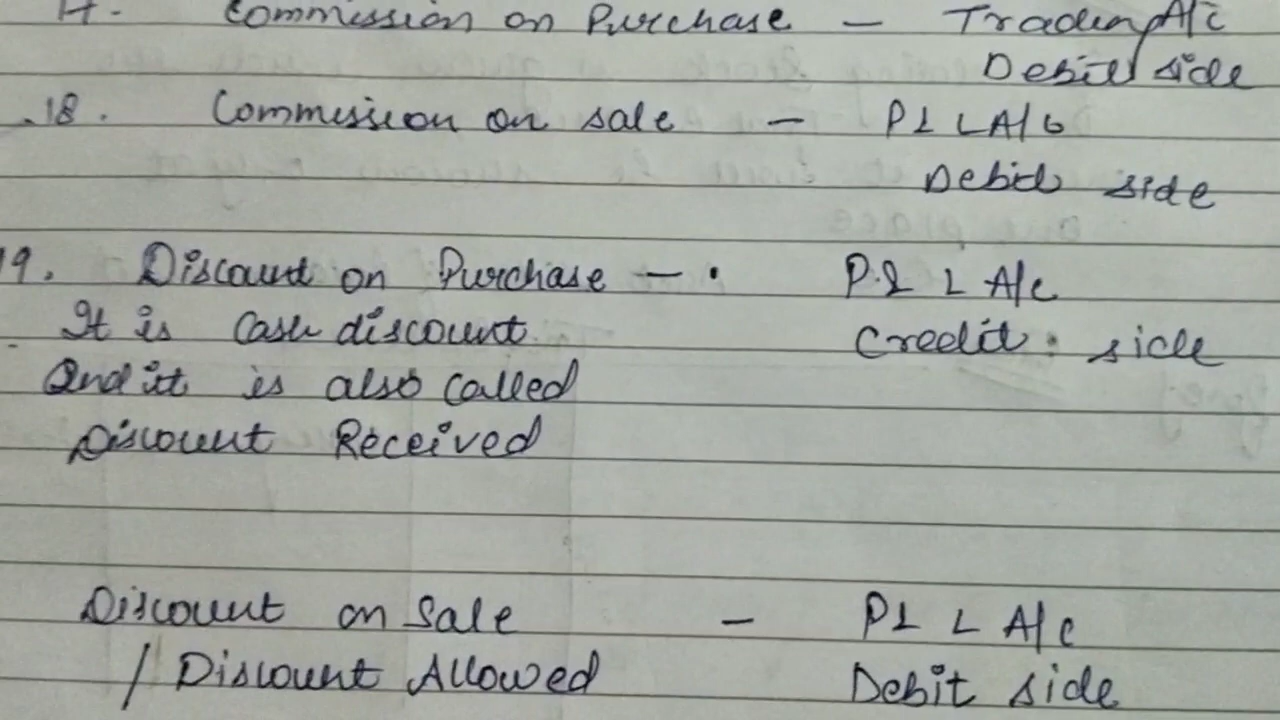 17. Commission on Purchase — Trading A/c
Debit side
18. Commission on sale — P & L A/c
Debit side
19. Discount on Purchase — P & L A/c
It is Cash discount Credit side
And it is also Called
Discount Received
Discount on Sale — P & L A/c
/ Discount Allowed Debit side